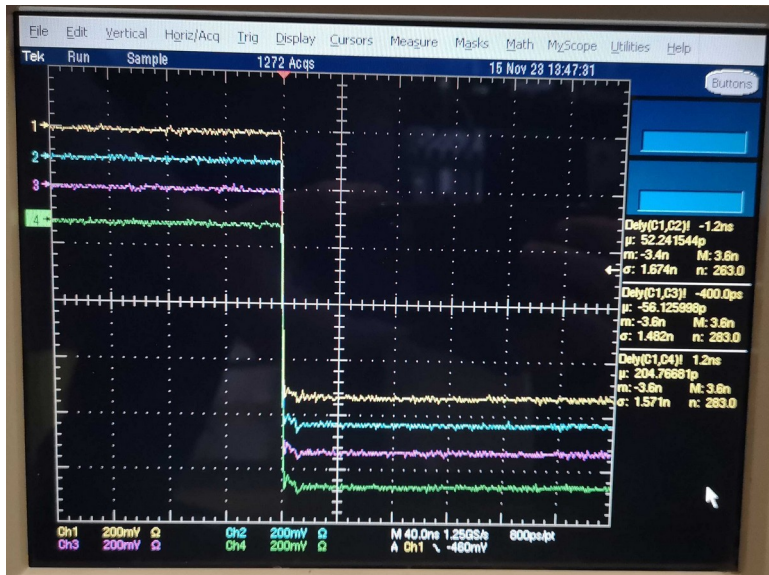 File Edit Vertical Horiz/Acq Trig Display Cursors Measure Masks Math MyScope Utilities Help
Tek Run Sample 1272 Acqs 15 Nov 23 13:47:31
Buttons
1
2
3
4
Dely(C1,C2)! -1.2ns
µ: 52.241544p
m: -3.4n M: 3.6n
σ: 1.674n n: 283.0
Dely(C1,C3)! -400.0ps
µ: -56.125998p
m: -3.6n M: 3.6n
σ: 1.482n n: 283.0
Dely(C1,C4)! 1.2ns
µ: 204.76681p
m: -3.6n M: 3.6n
σ: 1.571n n: 283.0
Ch1 200mV Ω Ch2 200mV Ω M 40.0ns 1.25GS/s 800ps/pt
Ch3 200mV Ω Ch4 200mV Ω A Ch1 \ -460mV